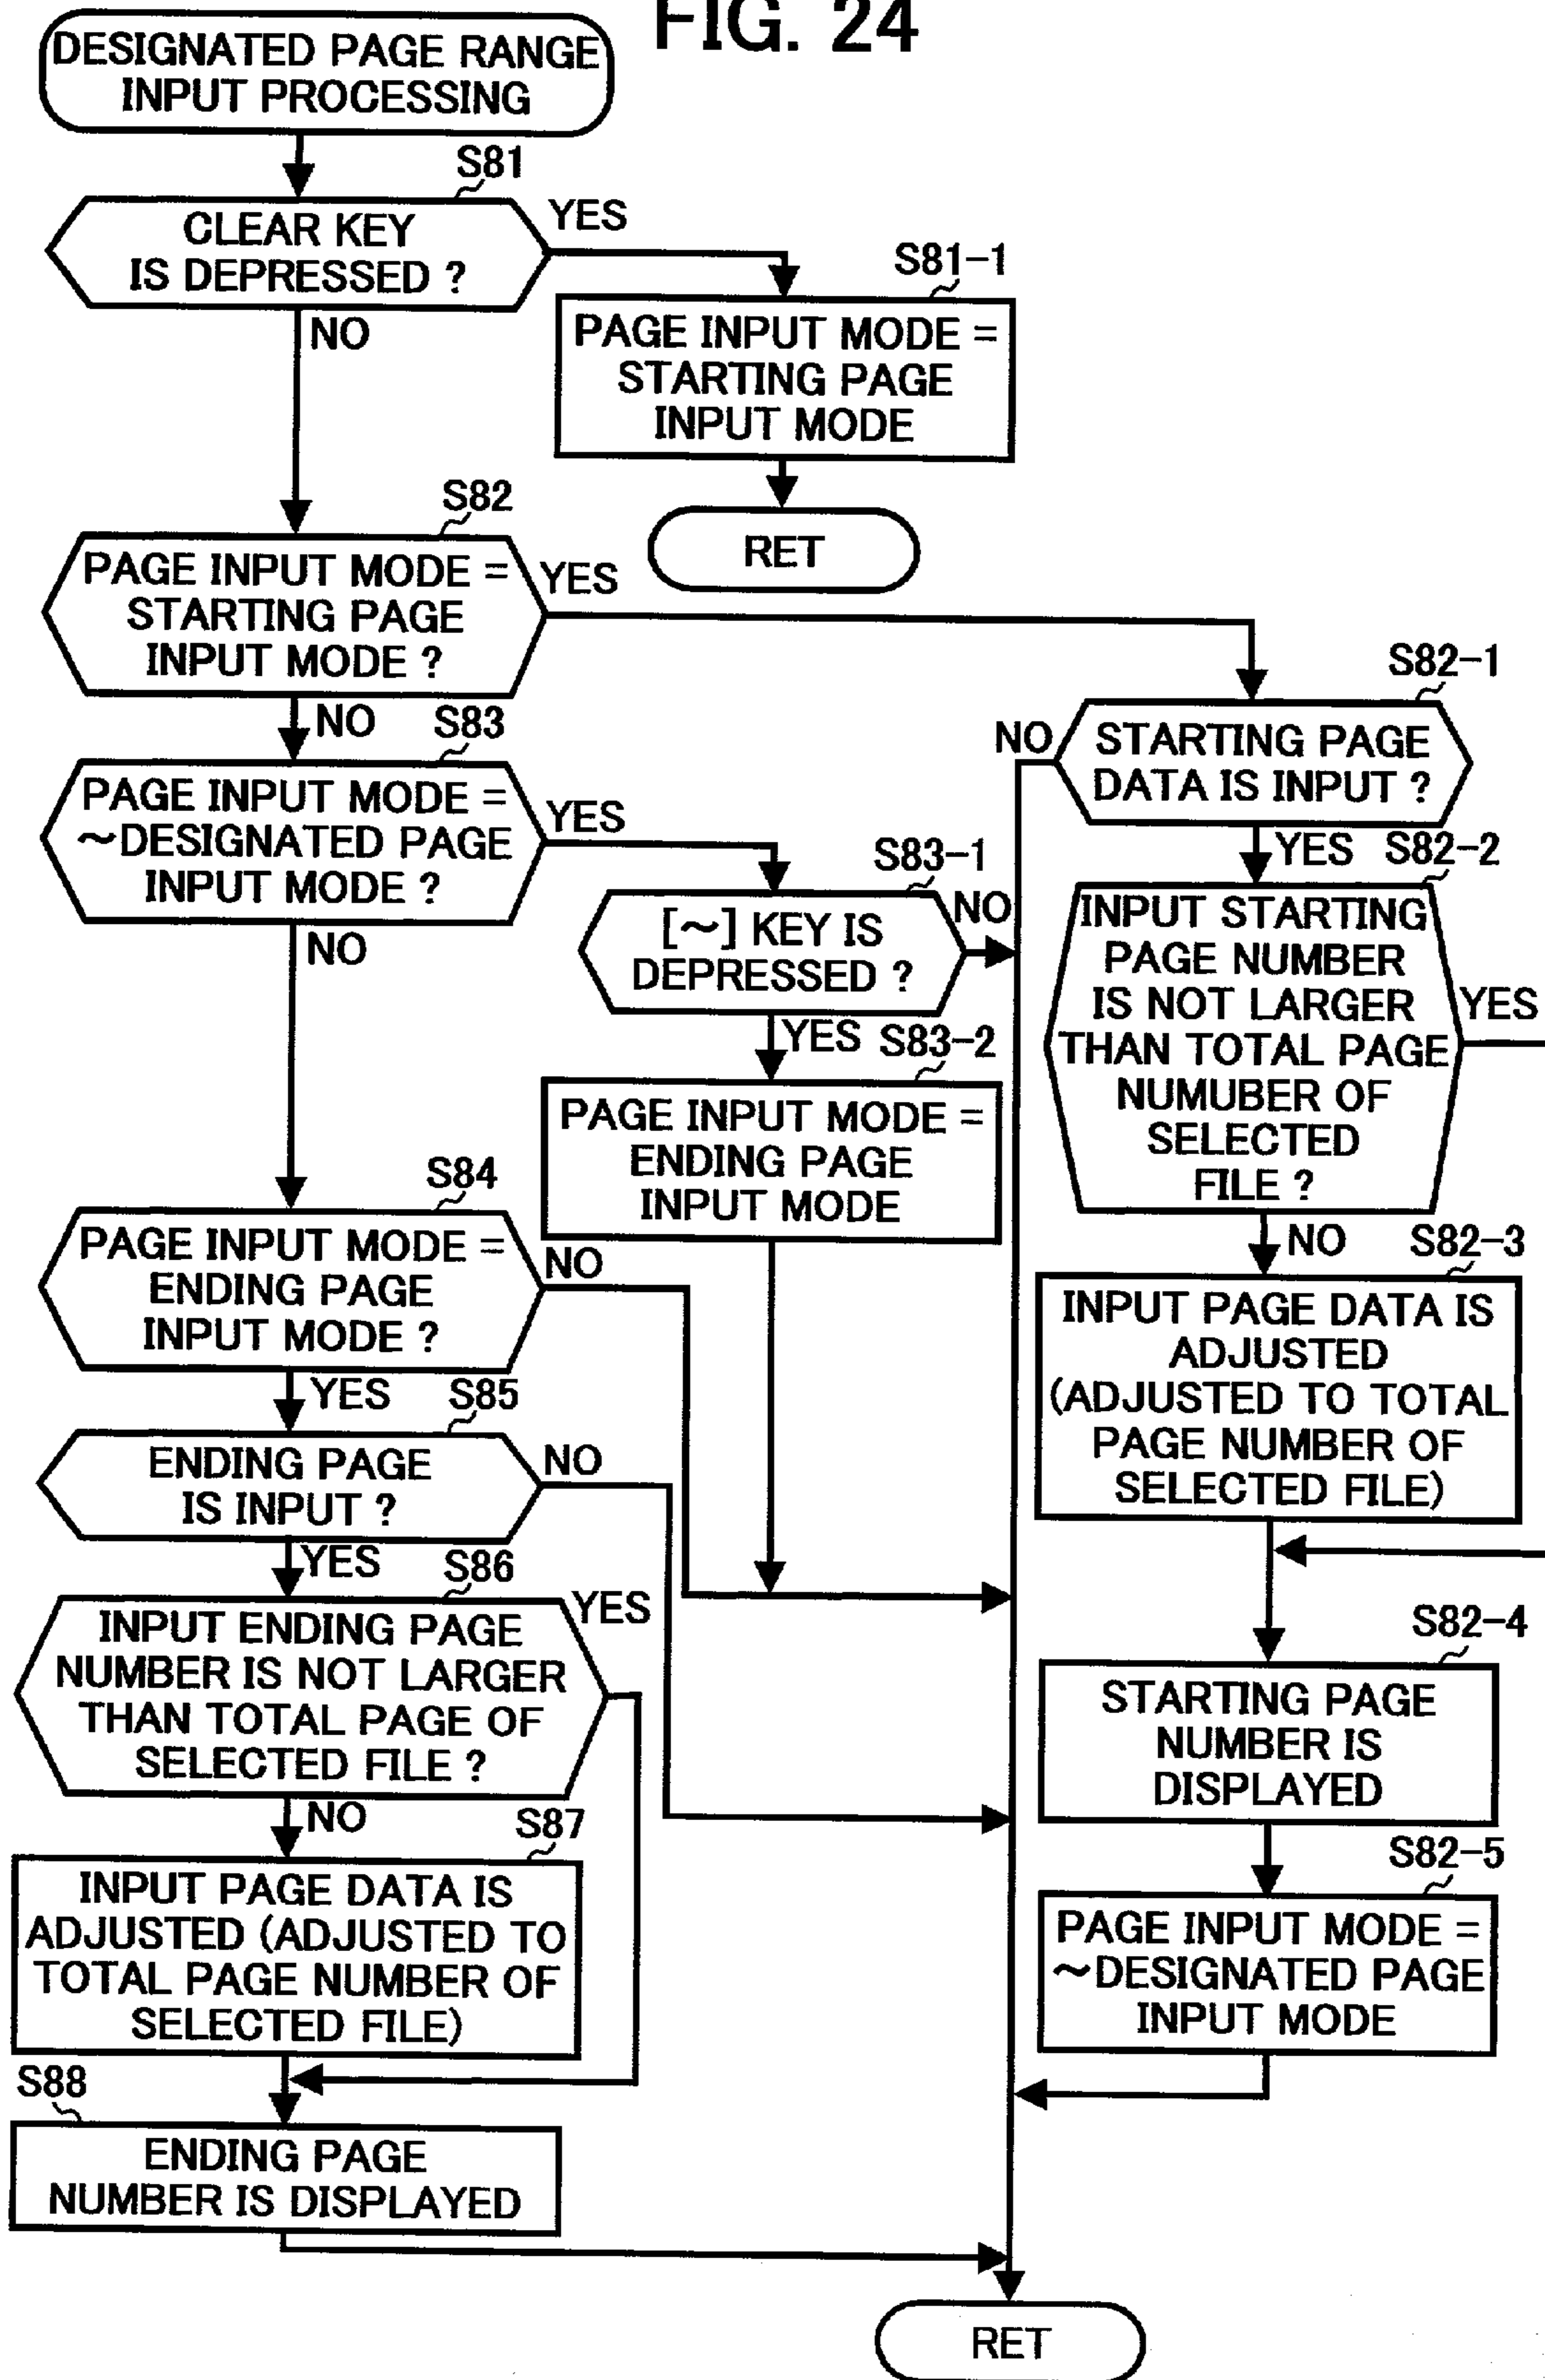 FIG. 24
DESIGNATED PAGE RANGE
INPUT PROCESSING
S81
CLEAR KEY
IS DEPRESSED ?
YES
NO
S81-1
PAGE INPUT MODE =
STARTING PAGE
INPUT MODE
RET
S82
PAGE INPUT MODE =
STARTING PAGE
INPUT MODE ?
YES
NO
S82-1
STARTING PAGE
DATA IS INPUT ?
NO
YES
S82-2
INPUT STARTING
PAGE NUMBER
IS NOT LARGER
THAN TOTAL PAGE
NUMUBER OF
SELECTED
FILE ?
YES
NO
S82-3
INPUT PAGE DATA IS
ADJUSTED
(ADJUSTED TO TOTAL
PAGE NUMBER OF
SELECTED FILE)
S82-4
STARTING PAGE
NUMBER IS
DISPLAYED
S82-5
PAGE INPUT MODE =
~DESIGNATED PAGE
INPUT MODE
S83
PAGE INPUT MODE =
~DESIGNATED PAGE
INPUT MODE ?
YES
NO
S83-1
[~] KEY IS
DEPRESSED ?
NO
YES
S83-2
PAGE INPUT MODE =
ENDING PAGE
INPUT MODE
S84
PAGE INPUT MODE =
ENDING PAGE
INPUT MODE ?
NO
YES
S85
ENDING PAGE
IS INPUT ?
NO
YES
S86
INPUT ENDING PAGE
NUMBER IS NOT LARGER
THAN TOTAL PAGE OF
SELECTED FILE ?
YES
NO
S87
INPUT PAGE DATA IS
ADJUSTED (ADJUSTED TO
TOTAL PAGE NUMBER OF
SELECTED FILE)
S88
ENDING PAGE
NUMBER IS DISPLAYED
RET